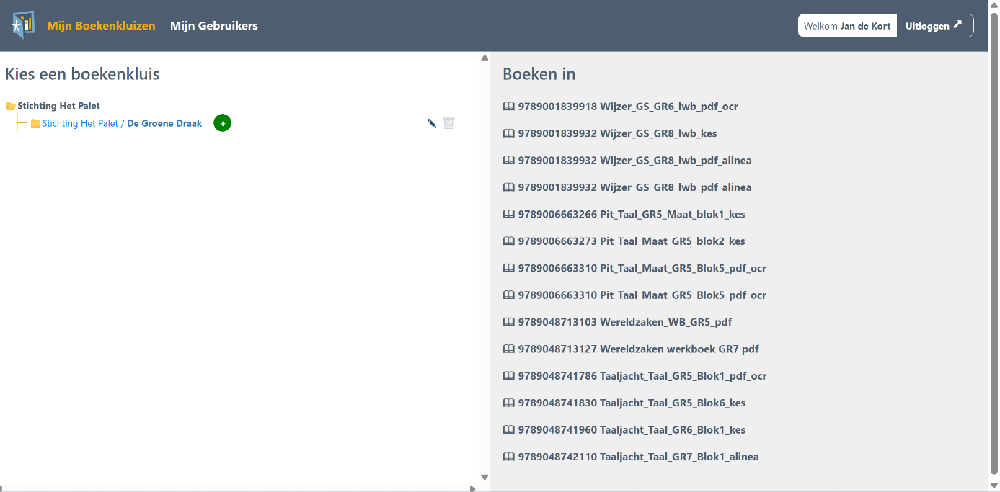 Mijn Boekenkluizen Mijn Gebruikers Welkom Jan de Kort Uitloggen
Kies een boekenkluis
Stichting Het Palet
Stichting Het Palet / De Groene Draak +
Boeken in
9789001839918 Wijzer_GS_GR6_lwb_pdf_ocr
9789001839932 Wijzer_GS_GR8_lwb_kes
9789001839932 Wijzer_GS_GR8_lwb_pdf_alinea
9789001839932 Wijzer_GS_GR8_lwb_pdf_alinea
9789006663266 Pit_Taal_GR5_Maat_blok1_kes
9789006663273 Pit_Taal_Maat_GR5_blok2_kes
9789006663310 Pit_Taal_Maat_GR5_Blok5_pdf_ocr
9789006663310 Pit_Taal_Maat_GR5_Blok5_pdf_ocr
9789048713103 Wereldzaken_WB_GR5_pdf
9789048713127 Wereldzaken werkboek GR7 pdf
9789048741786 Taaljacht_Taal_GR5_Blok1_pdf_ocr
9789048741830 Taaljacht_Taal_GR5_Blok6_kes
9789048741960 Taaljacht_Taal_GR6_Blok1_kes
9789048742110 Taaljacht_Taal_GR7_Blok1_alinea